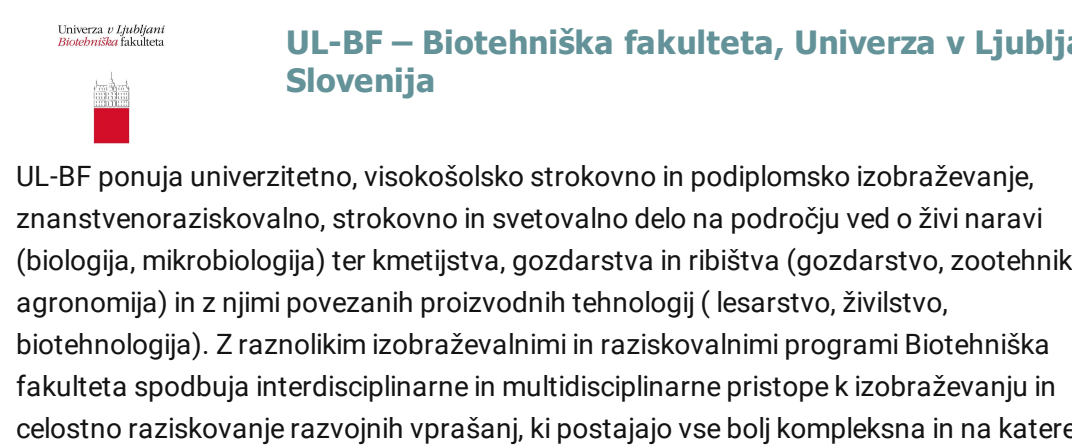 Univerza v Ljubljani
Biotehniška fakulteta
UL-BF – Biotehniška fakulteta, Univerza v
Slovenija
UL-BF ponuja univerzitetno, visokošolsko strokovno in podiplomsko izobraževanje,
znanstvenoraziskovalno, strokovno in svetovalno delo na področju ved o živi naravi
(biologija, mikrobiologija) ter kmetijstva, gozdarstva in ribištva (gozdarstvo,
agronomija) in z njimi povezanih proizvodnih tehnologij ( lesarstvo, živilstvo,
biotehnologija). Z raznolikim izobraževalnimi in raziskovalnimi programi Biotehniška
fakulteta spodbuja interdisciplinarne in multidisciplinarne pristope k izobraževanju in
celostno raziskovanje razvojnih vprašanj, ki postajajo vse bolj kompleksna in na